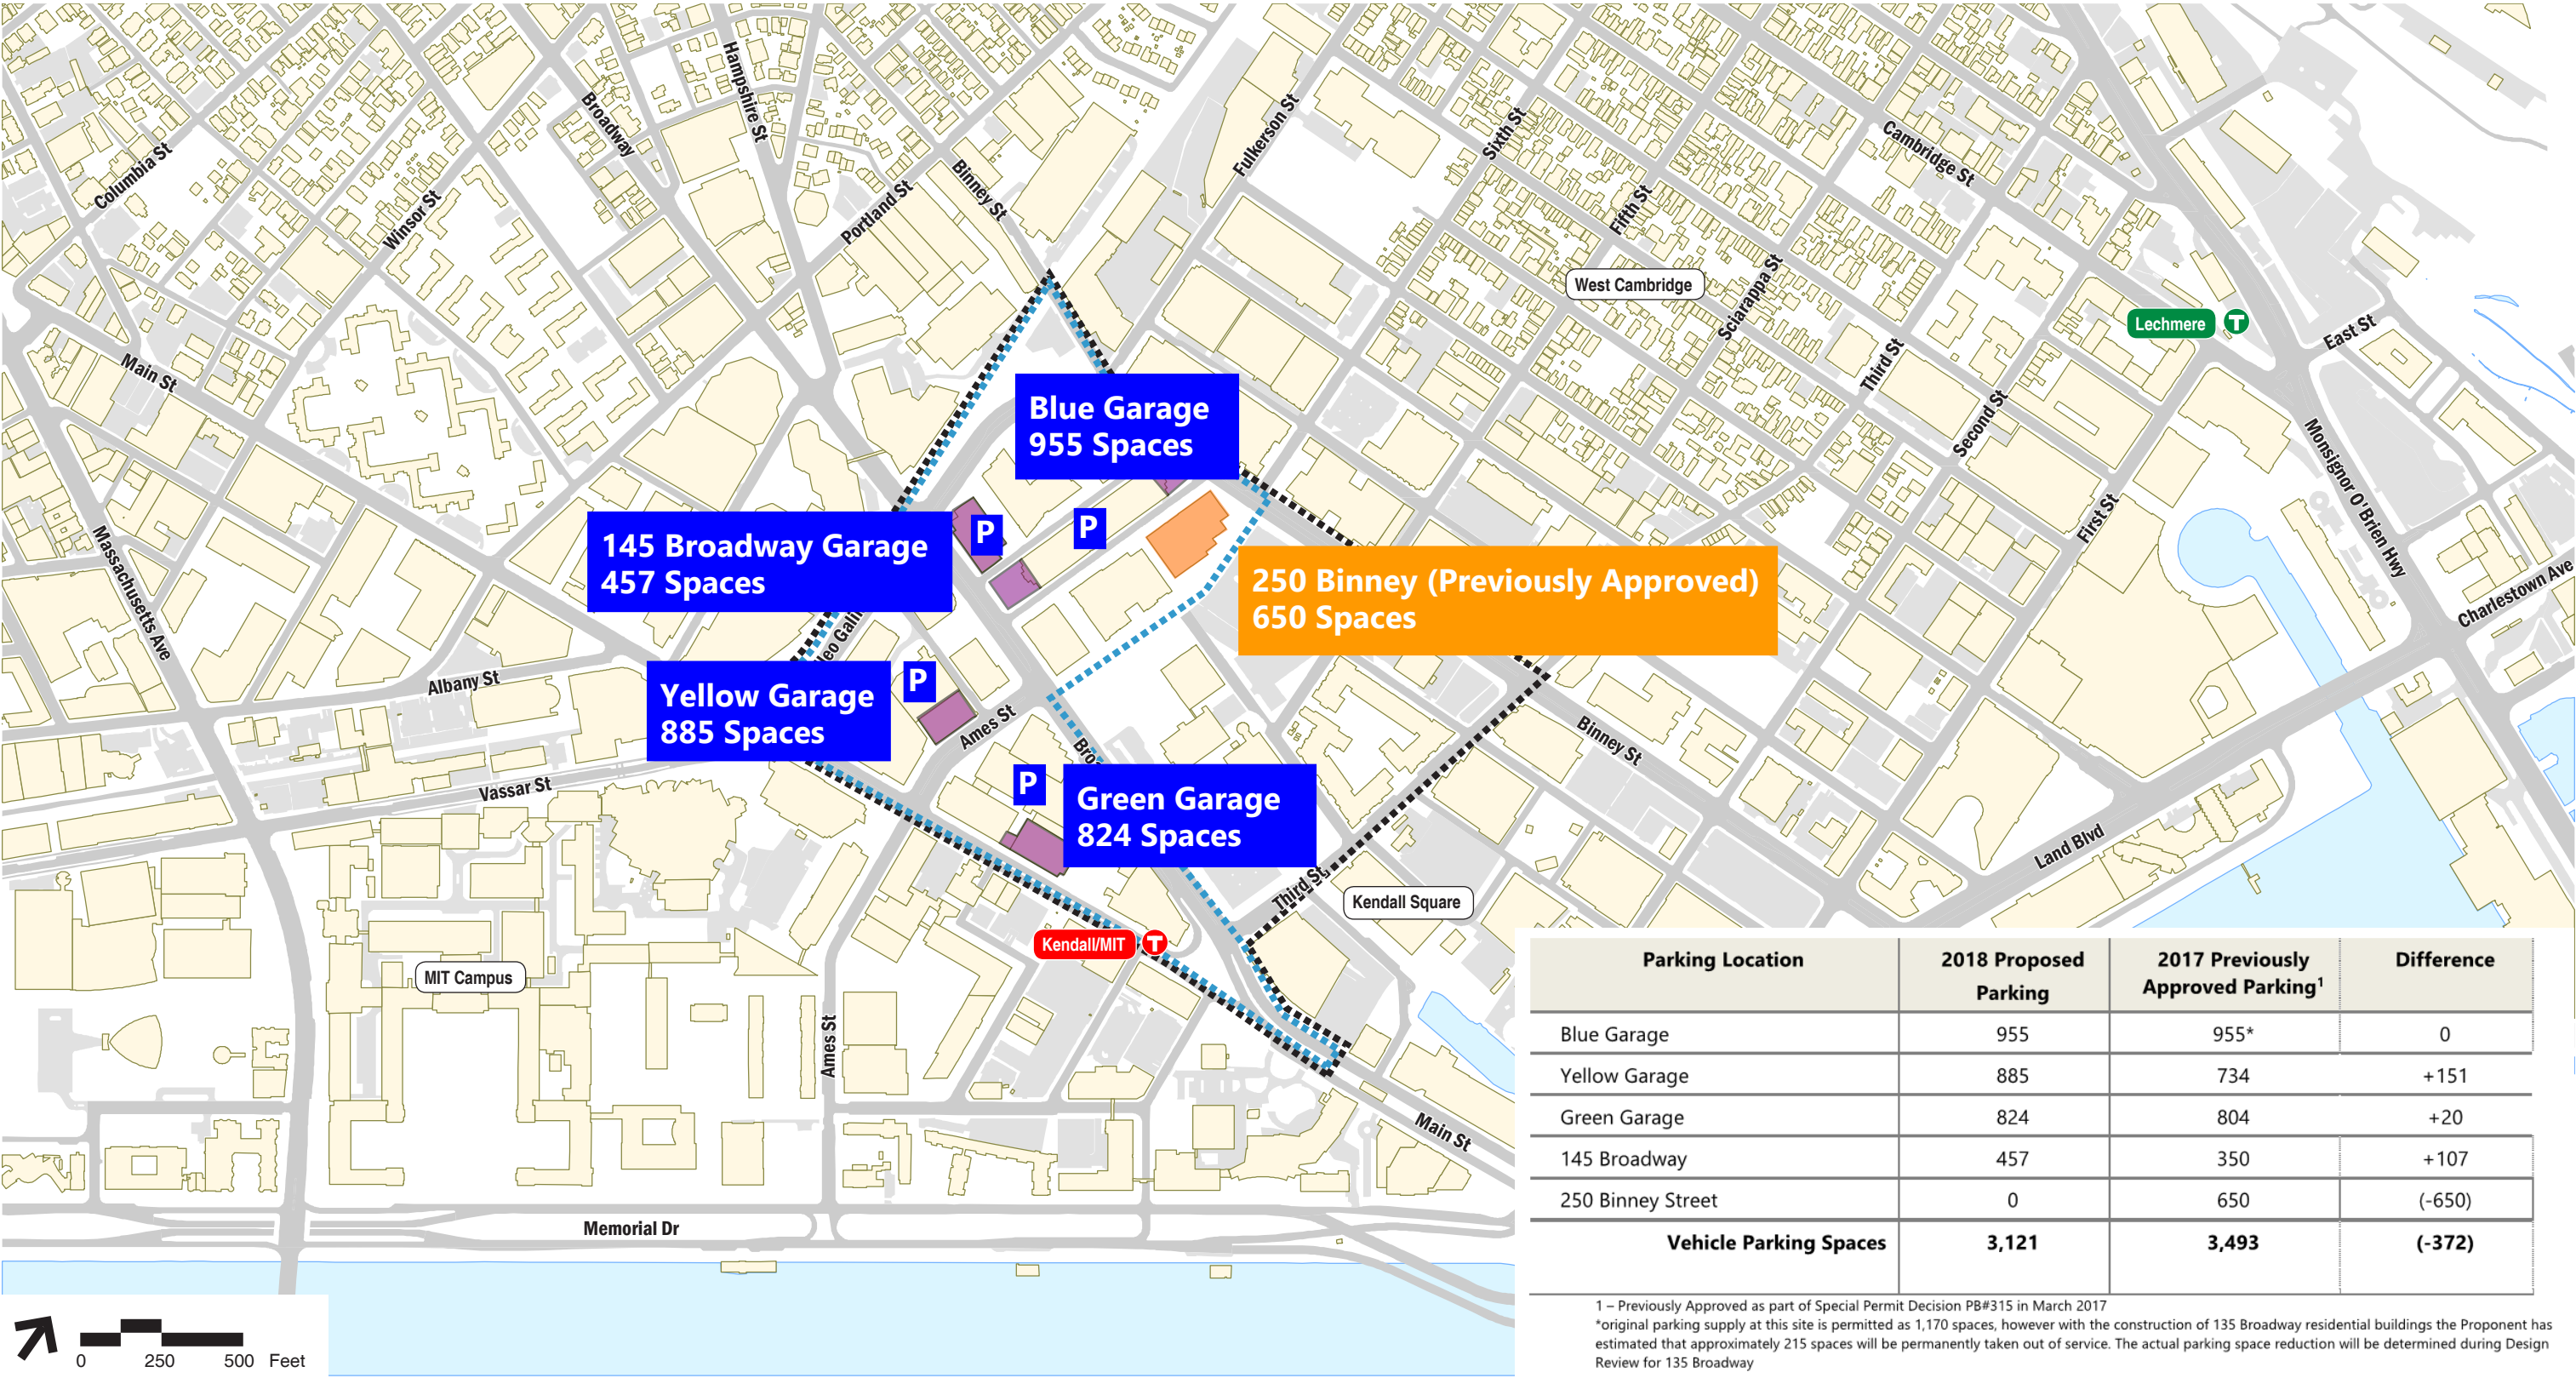 Columbia St
Winsor St
Broadway
Hampshire St
Portland St
Binney St
Fulkerson St
Sixth St
Fifth St
Sciarappa St
Cambridge St
Third St
Second St
First St
West Cambridge
Lechmere T
East St
Monsignor O'Brien Hwy
Charlestown Ave
Main St
Massachusetts Ave
Albany St
Vassar St
Blue Garage
955 Spaces
P
P
145 Broadway Garage
457 Spaces
250 Binney (Previously Approved)
650 Spaces
Yellow Garage
885 Spaces
P
Ames St
P
Green Garage
824 Spaces
Binney St
Land Blvd
Third St
Kendall Square
Kendall/MIT T
MIT Campus
Ames St
Main St
Memorial Dr
0 250 500 Feet
Parking Location 2018 Proposed Parking 2017 Previously Approved Parking1 Difference
Blue Garage 955 955* 0
Yellow Garage 885 734 +151
Green Garage 824 804 +20
145 Broadway 457 350 +107
250 Binney Street 0 650 (-650)
Vehicle Parking Spaces 3,121 3,493 (-372)
1 – Previously Approved as part of Special Permit Decision PB#315 in March 2017
*original parking supply at this site is permitted as 1,170 spaces, however with the construction of 135 Broadway residential buildings the Proponent has
estimated that approximately 215 spaces will be permanently taken out of service. The actual parking space reduction will be determined during Design
Review for 135 Broadway